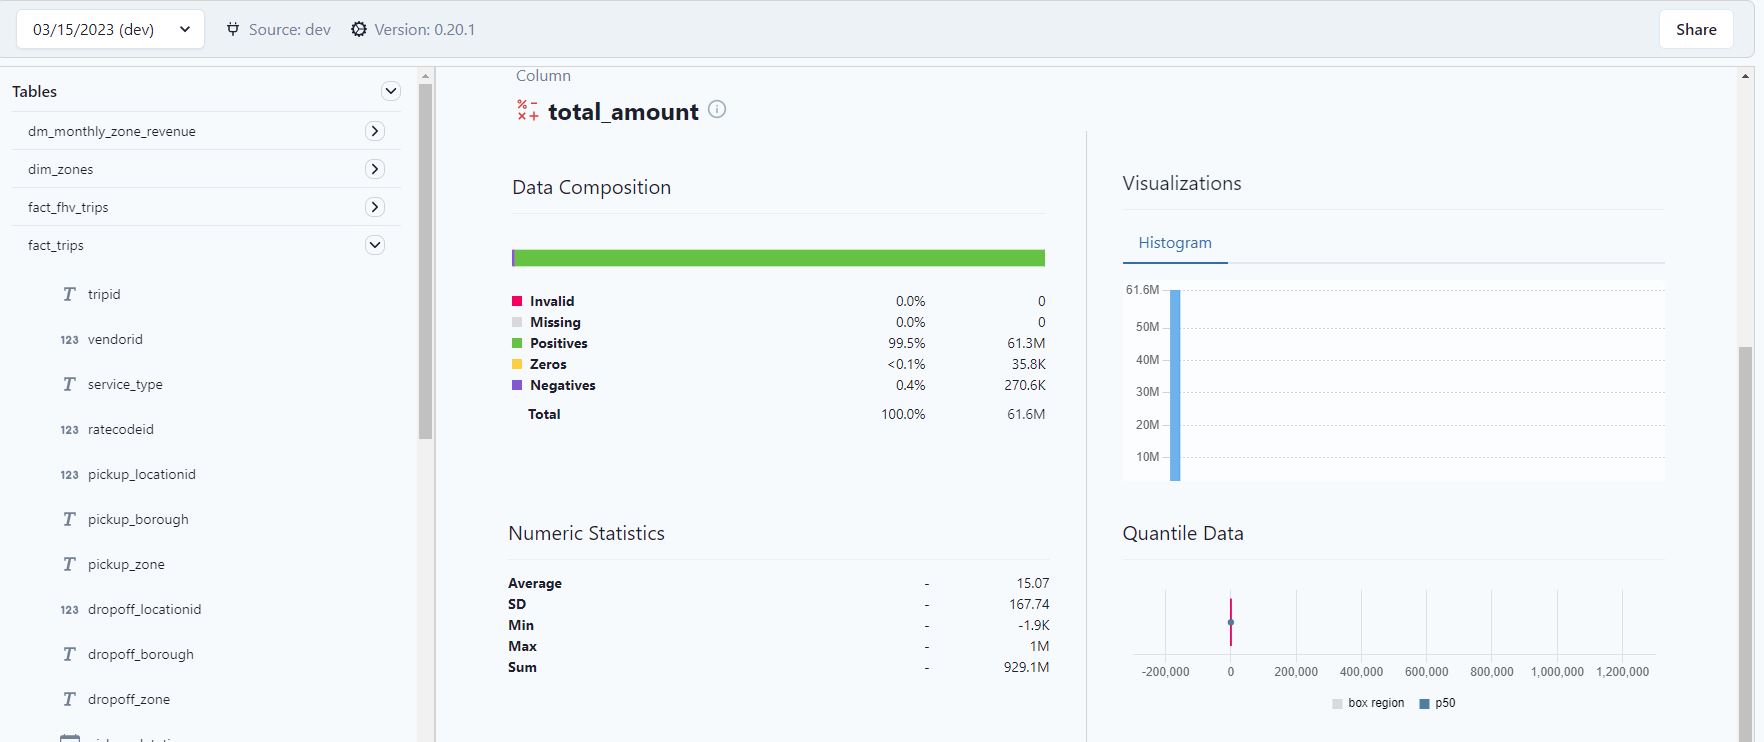 03/15/2023 (dev)
Source: dev
Version: 0.20.1
Share
Tables
dm_monthly_zone_revenue
dim_zones
fact_fhv_trips
fact_trips
T tripid
123 vendorid
T service_type
123 ratecodeid
123 pickup_locationid
T pickup_borough
T pickup_zone
123 dropoff_locationid
T dropoff_borough
T dropoff_zone
Column
total_amount
Data Composition
Invalid 0.0% 0
Missing 0.0% 0
Positives 99.5% 61.3M
Zeros <0.1% 35.8K
Negatives 0.4% 270.6K
Total 100.0% 61.6M
Numeric Statistics
Average - 15.07
SD - 167.74
Min - -1.9K
Max - 1M
Sum - 929.1M
Visualizations
Histogram
61.6M
50M
40M
30M
20M
10M
Quantile Data
-200,000 0 200,000 400,000 600,000 800,000 1,000,000 1,200,000
box region p50